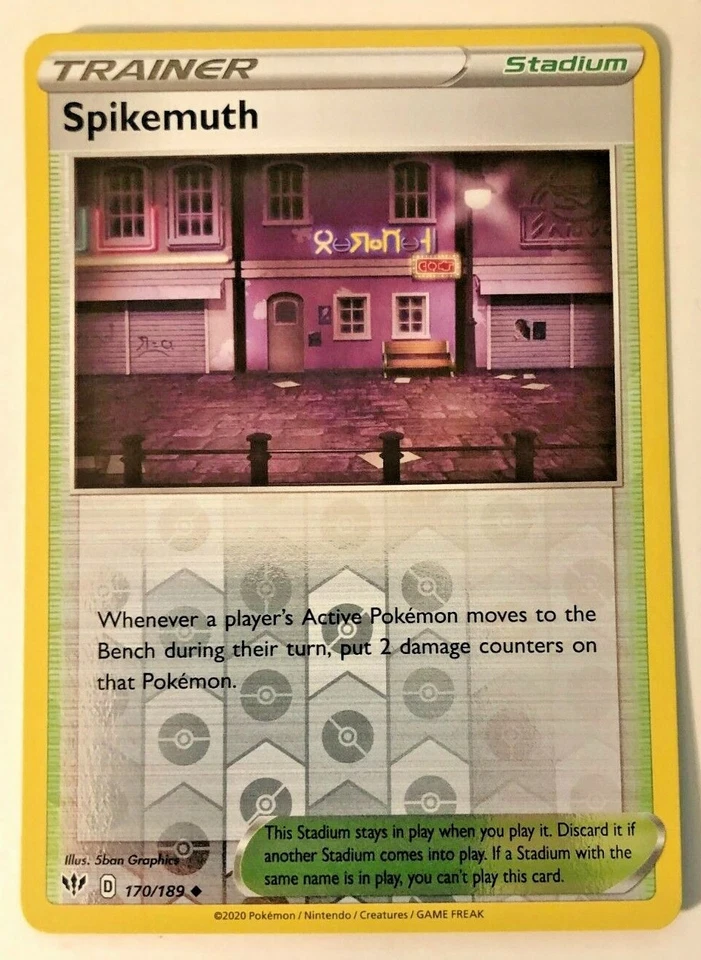 TRAINER
Stadium
Spikemuth
Whenever a player's Active Pokémon moves to the
Bench during their turn, put 2 damage counters on
that Pokémon.
This Stadium stays in play when you play it. Discard it if
another Stadium comes into play. If a Stadium with the
same name is in play, you can't play this card.
Illus. 5ban Graphics
D 170/189
©2020 Pokémon / Nintendo / Creatures / GAME FREAK